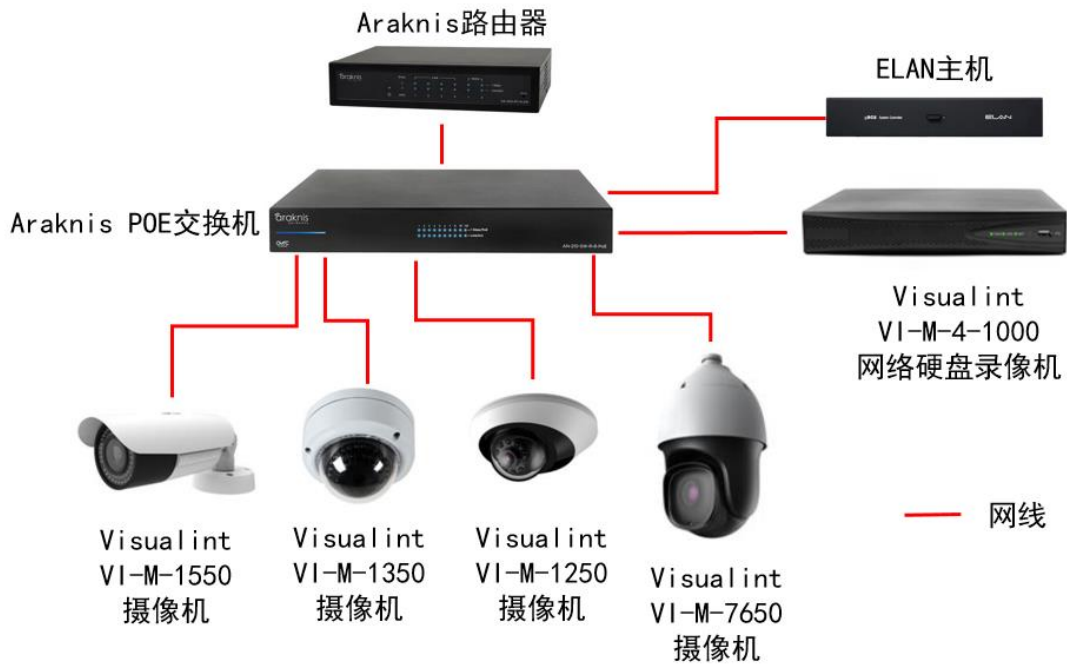 Araknis路由器
ELAN主机
araknis
ELAN
Araknis POE交换机
araknis
Visualint
VI-M-4-1000
网络硬盘录像机
Visualint
VI-M-1550
摄像机
Visualint
VI-M-1350
摄像机
Visualint
VI-M-1250
摄像机
Visualint
VI-M-7650
摄像机
网线